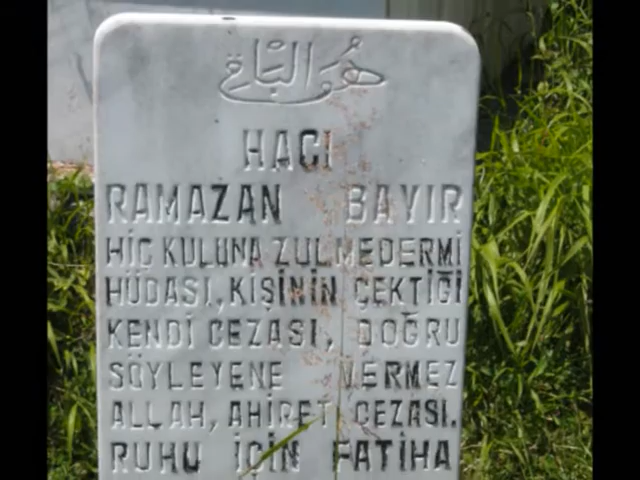 هو الباقي
HACI
RAMAZAN BAYIR
HİÇ KULUNA ZULMEDERMİ
HÜDASI, KİŞİNİN ÇEKTİĞİ
KENDİ CEZASI, DOĞRU
SÖYLEYENE VERMEZ
ALLAH, AHİRET CEZASI.
RUHU İÇİN FATİHA